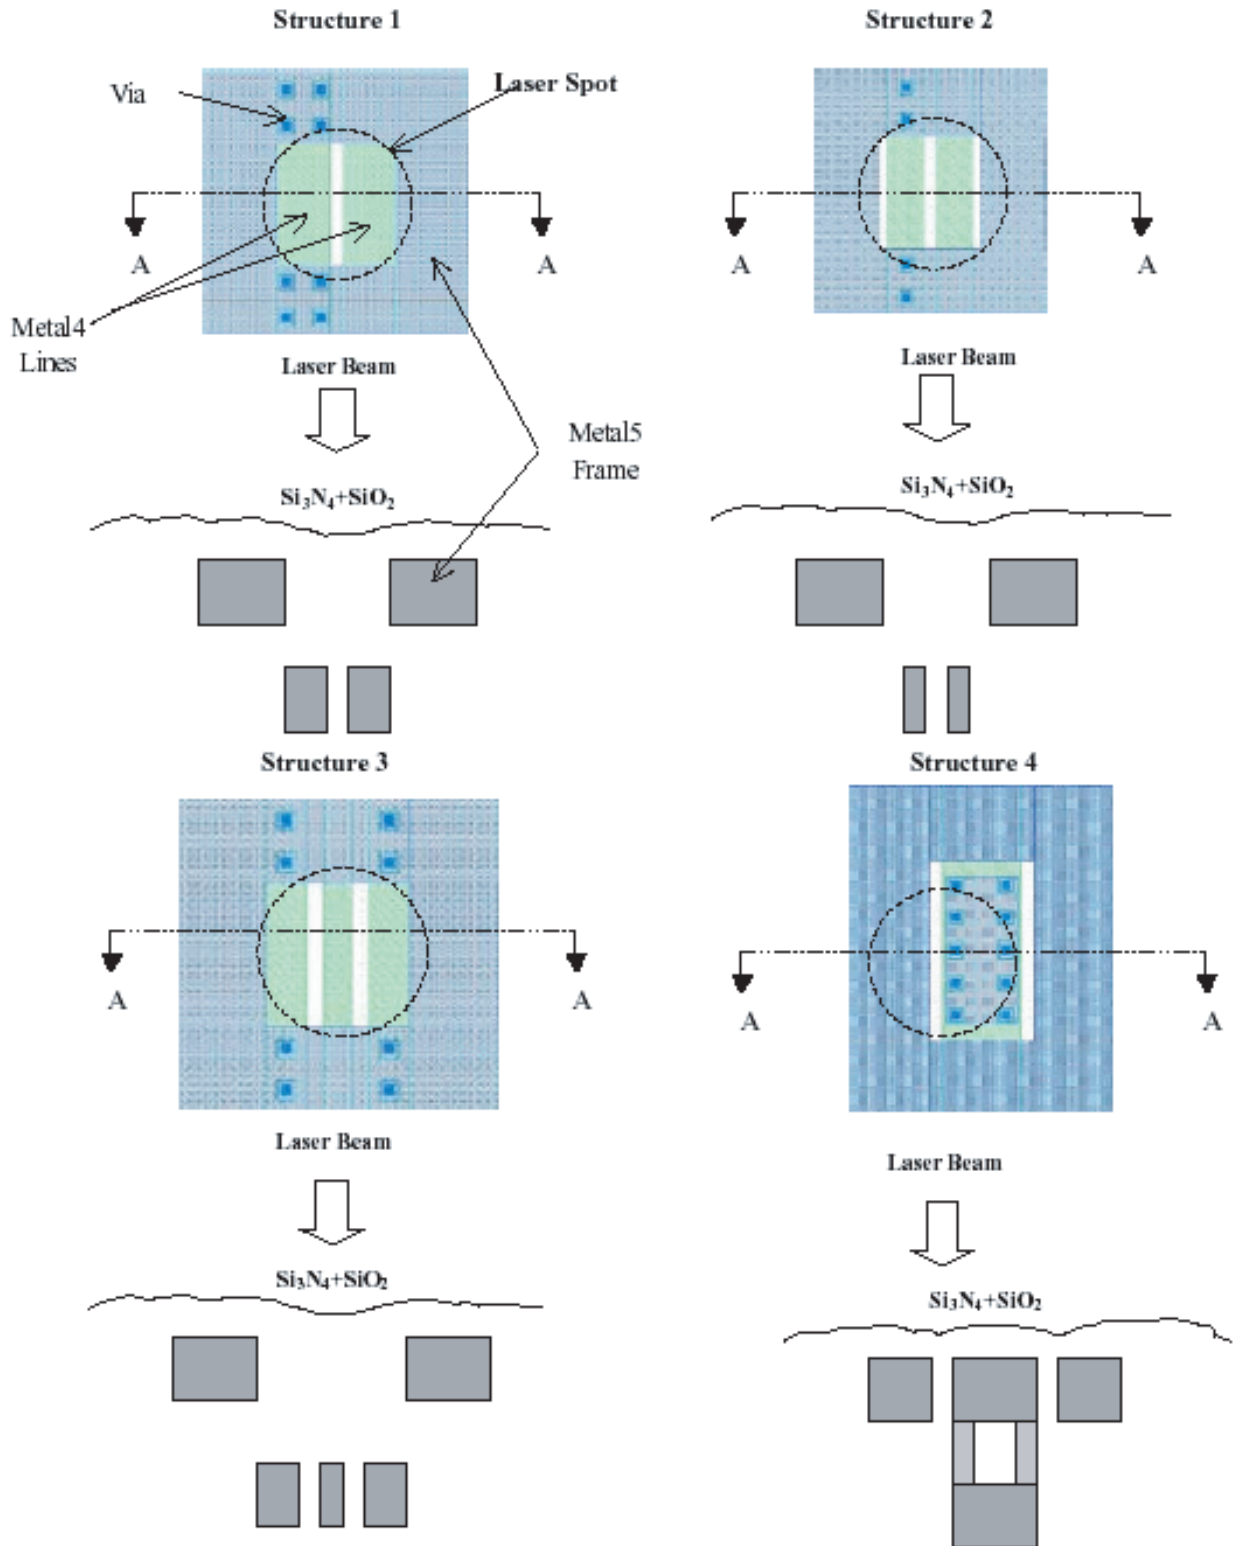 Structure 1
Structure 2
Via
Laser Spot
A
A
A
A
Metal4
Lines
Laser Beam
Laser Beam
Metal5
Frame
Si₃N₄+SiO₂
Si₃N₄+SiO₂
Structure 3
Structure 4
A
A
A
A
Laser Beam
Laser Beam
Si₃N₄+SiO₂
Si₃N₄+SiO₂